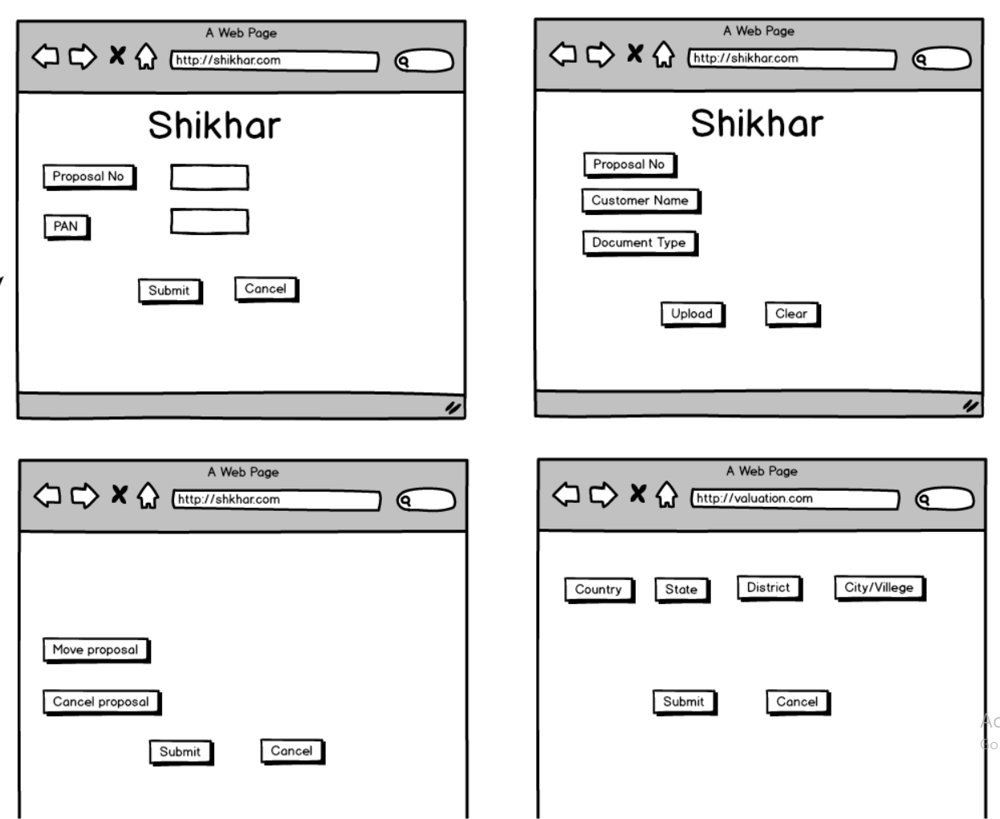 A Web Page
http://shikhar.com
Shikhar
Proposal No
PAN
Submit Cancel
A Web Page
http://shikhar.com
Shikhar
Proposal No
Customer Name
Document Type
Upload Clear
A Web Page
http://shkhar.com
Move proposal
Cancel proposal
Submit Cancel
A Web Page
http://valuation.com
Country State District City/Villege
Submit Cancel
Go